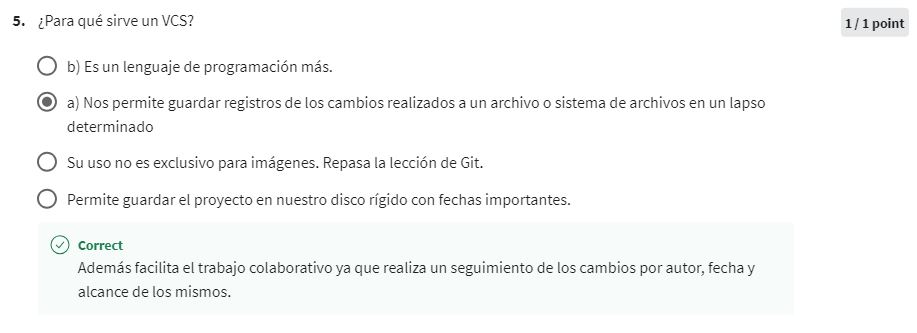 5. ¿Para qué sirve un VCS?
1 / 1 point
b) Es un lenguaje de programación más.
a) Nos permite guardar registros de los cambios realizados a un archivo o sistema de archivos en un lapso
determinado
Su uso no es exclusivo para imágenes. Repasa la lección de Git.
Permite guardar el proyecto en nuestro disco rígido con fechas importantes.
Correct
Además facilita el trabajo colaborativo ya que realiza un seguimiento de los cambios por autor, fecha y
alcance de los mismos.